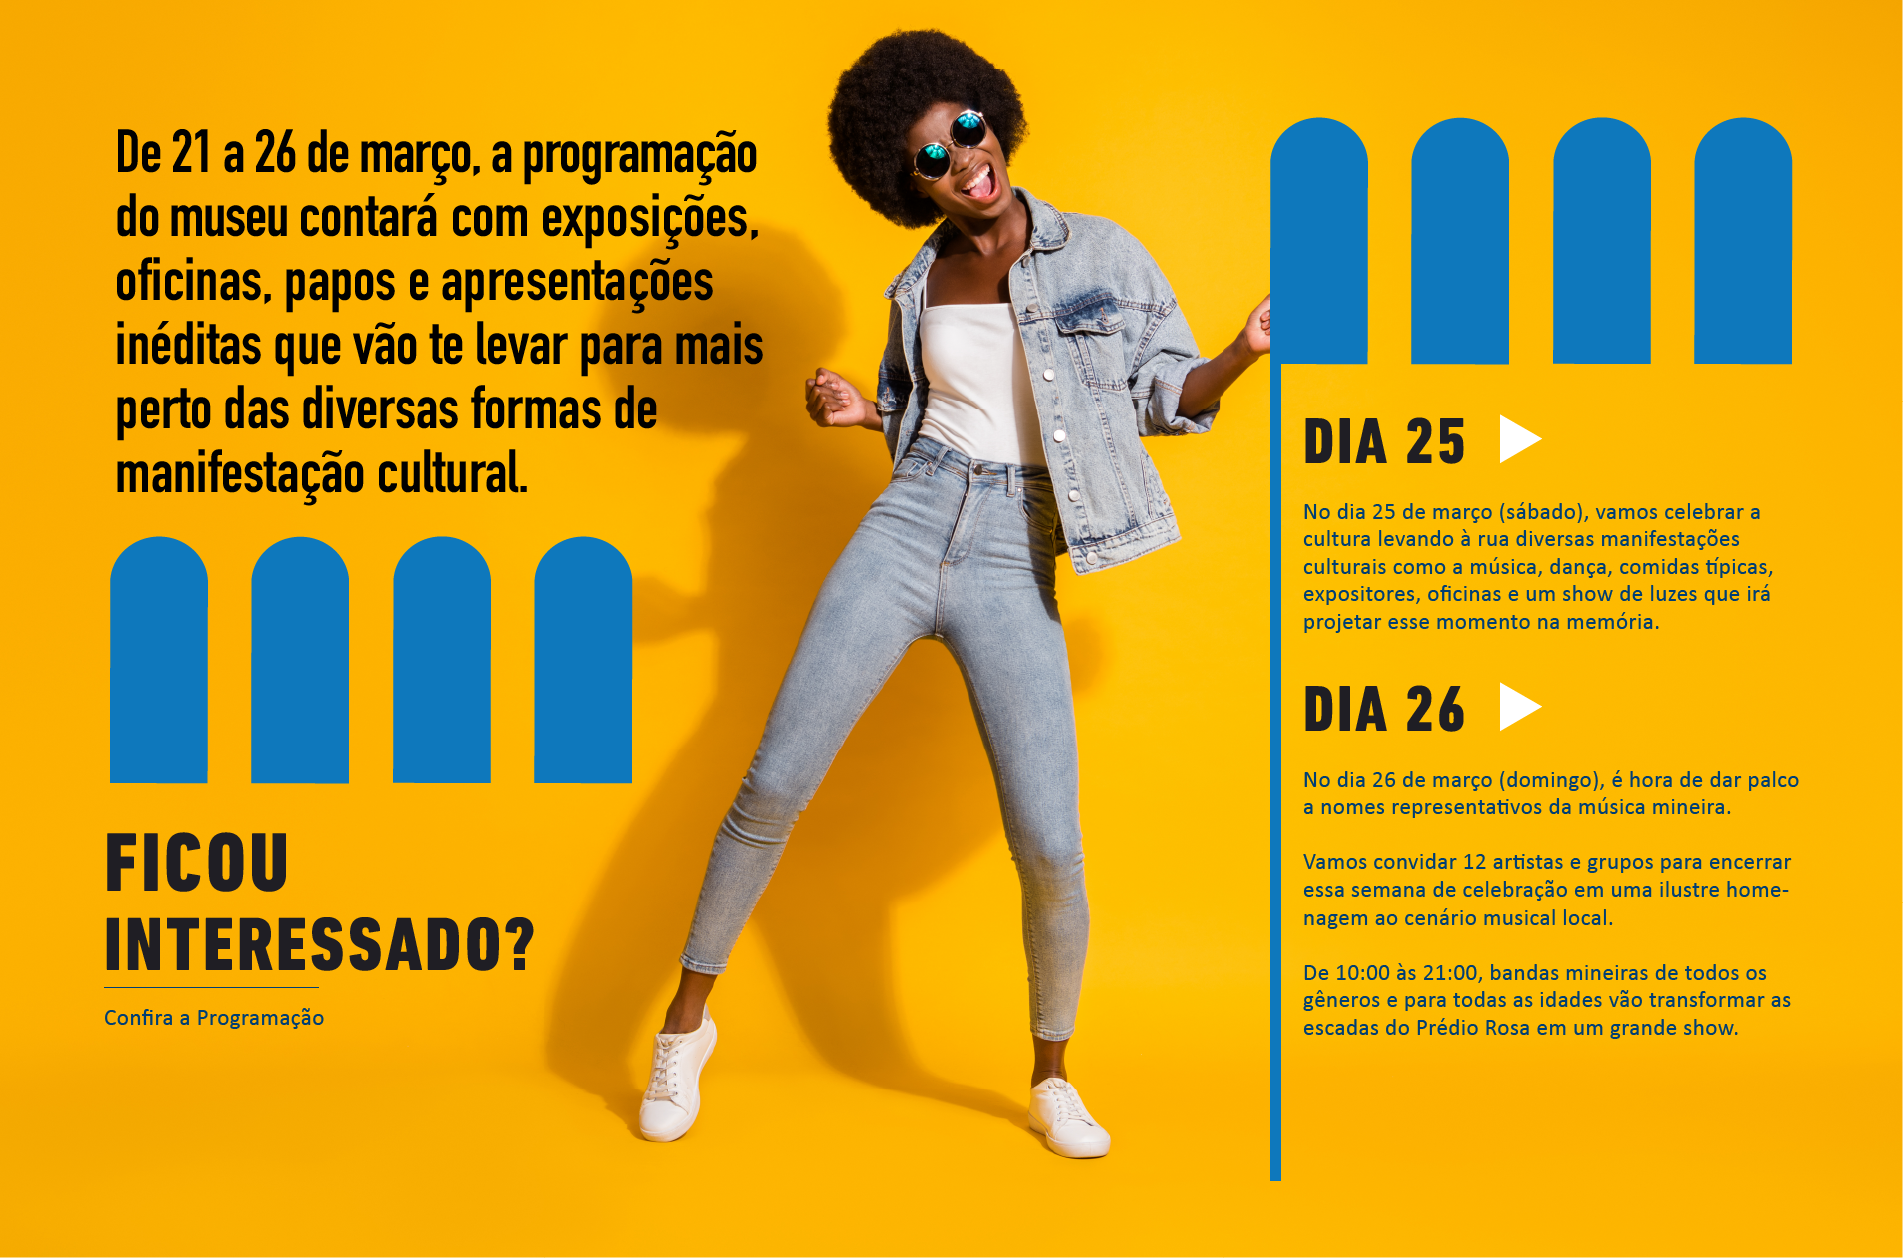 De 21 a 26 de março, a programação
do museu contará com exposições,
oficinas, papos e apresentações
inéditas que vão te levar para mais
perto das diversas formas de
manifestação cultural.
FICOU
INTERESSADO?
Confira a Programação
DIA 25
No dia 25 de março (sábado), vamos celebrar a
cultura levando à rua diversas manifestações
culturais como a música, dança, comidas típicas,
expositores, oficinas e um show de luzes que irá
projetar esse momento na memória.
DIA 26
No dia 26 de março (domingo), é hora de dar palco
a nomes representativos da música mineira.
Vamos convidar 12 artistas e grupos para encerrar
essa semana de celebração em uma ilustre home-
nagem ao cenário musical local.
De 10:00 às 21:00, bandas mineiras de todos os
gêneros e para todas as idades vão transformar as
escadas do Prédio Rosa em um grande show.